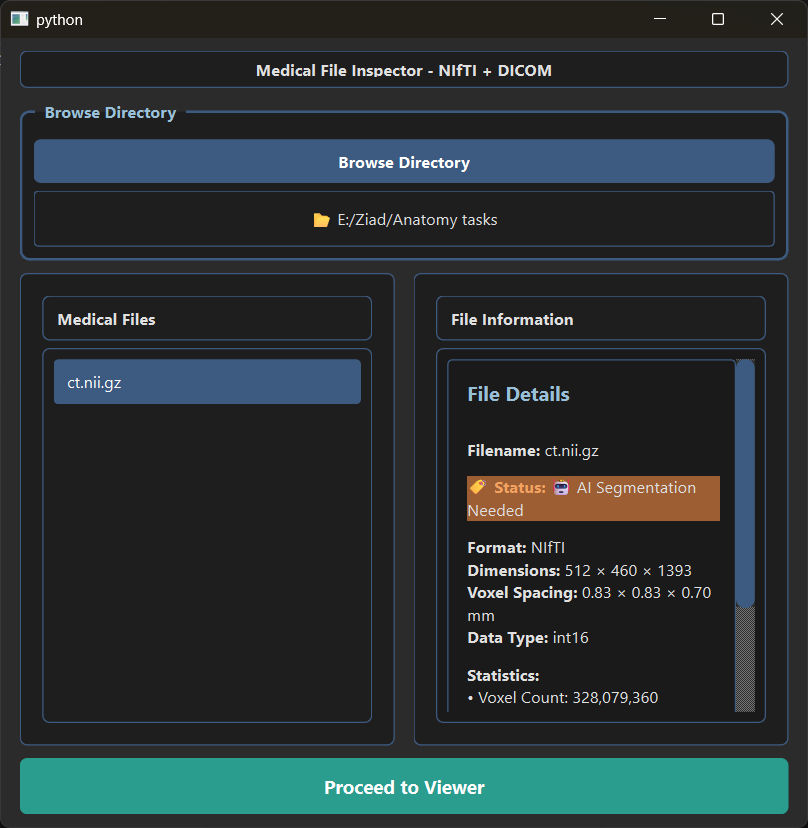 python
Medical File Inspector - NIfTI + DICOM
Browse Directory
Browse Directory
E:/Ziad/Anatomy tasks
Medical Files
ct.nii.gz
File Information
File Details
Filename: ct.nii.gz
Status: AI Segmentation
Needed
Format: NIfTI
Dimensions: 512 × 460 × 1393
Voxel Spacing: 0.83 × 0.83 × 0.70
mm
Data Type: int16
Statistics:
• Voxel Count: 328,079,360
Proceed to Viewer